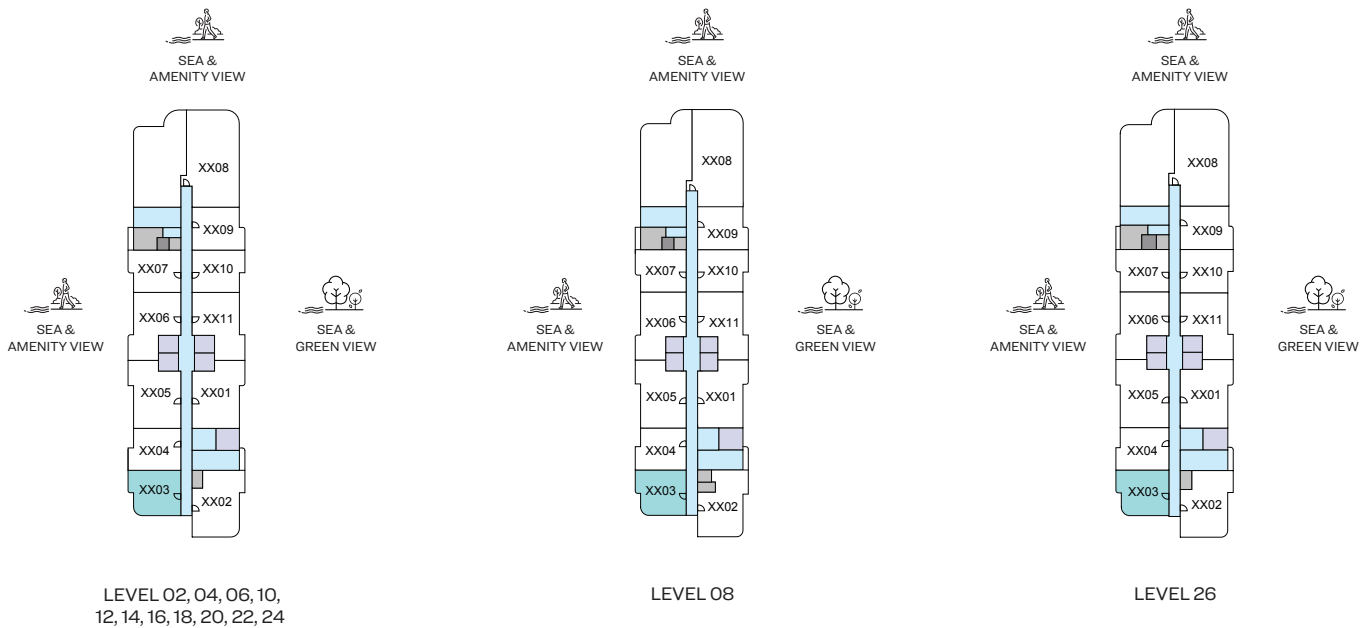 SEA &
AMENITY VIEW
XX08
XX09
XX07
XX10
XX06
XX11
SEA &
AMENITY VIEW
SEA &
GREEN VIEW
XX05
XX01
XX04
XX03
XX02
LEVEL 02, 04, 06, 10,
12, 14, 16, 18, 20, 22, 24
SEA &
AMENITY VIEW
XX08
XX09
XX07
XX10
XX06
XX11
SEA &
AMENITY VIEW
SEA &
GREEN VIEW
XX05
XX01
XX04
XX03
XX02
LEVEL 08
SEA &
AMENITY VIEW
XX08
XX09
XX07
XX10
XX06
XX11
SEA &
AMENITY VIEW
SEA &
GREEN VIEW
XX05
XX01
XX04
XX03
XX02
LEVEL 26